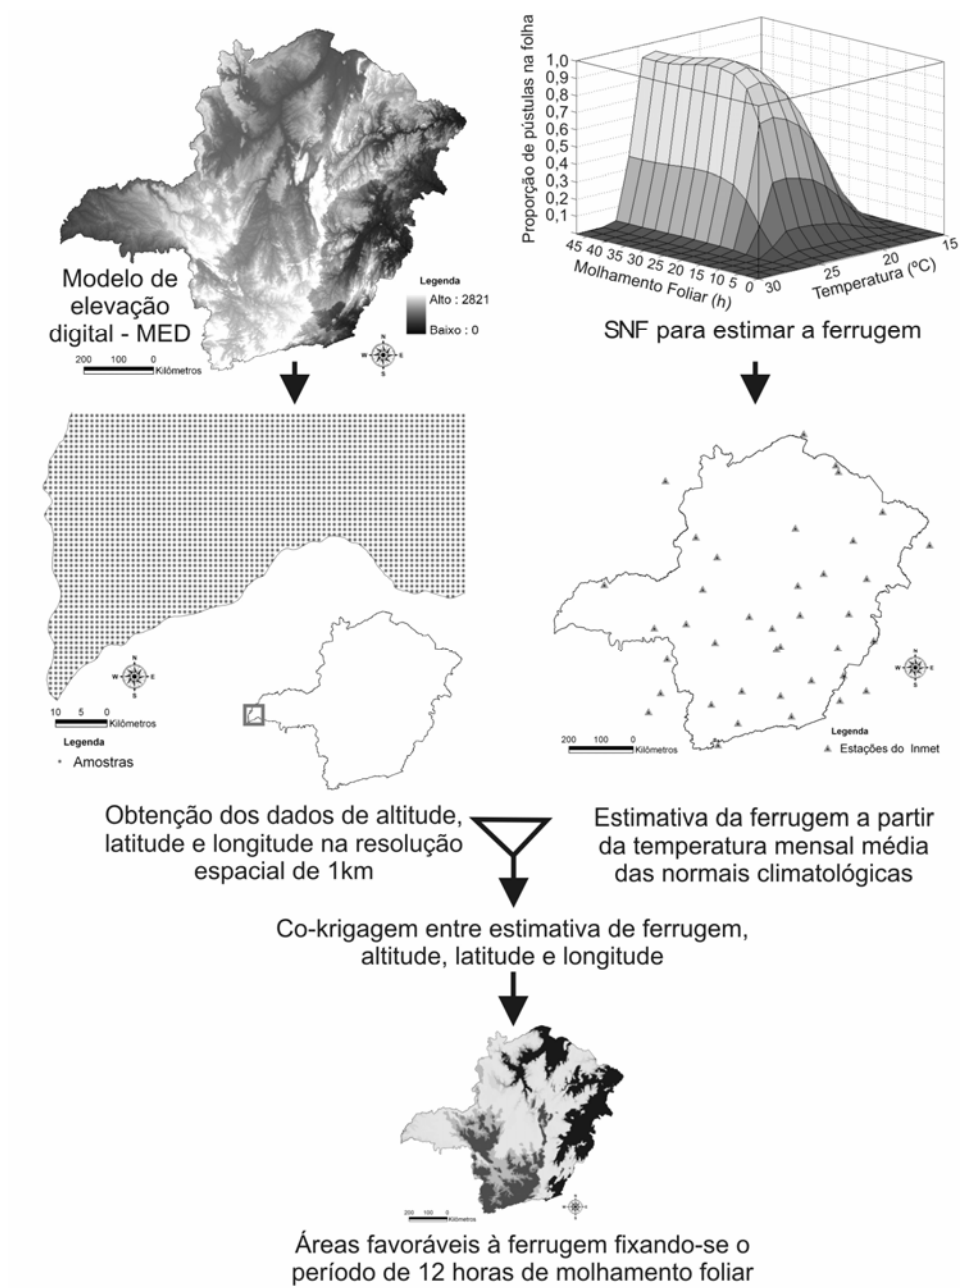 Modelo de
elevação
digital - MED
Legenda
Alto : 2821
Baixo : 0
N
W E
S
200 100 0
Kilômetros
Proporção de pústulas na folha
1,0
0,9
0,8
0,7
0,6
0,5
0,4
0,3
0,2
0,1
45 40 35 30 25 20 15 10 5 0
Molhamento Foliar (h)
30 25 20 15
Temperatura (ºC)
SNF para estimar a ferrugem
N
W E
S
10 5 0
Kilômetros
Legenda
Amostras
N
W E
S
200 100 0
Kilômetros
Legenda
Estações do Inmet
Obtenção dos dados de altitude,
latitude e longitude na resolução
espacial de 1km
Estimativa da ferrugem a partir
da temperatura mensal média
das normais climatológicas
Co-krigagem entre estimativa de ferrugem,
altitude, latitude e longitude
200 100 0
Kilômetros
Áreas favoráveis à ferrugem fixando-se o
período de 12 horas de molhamento foliar